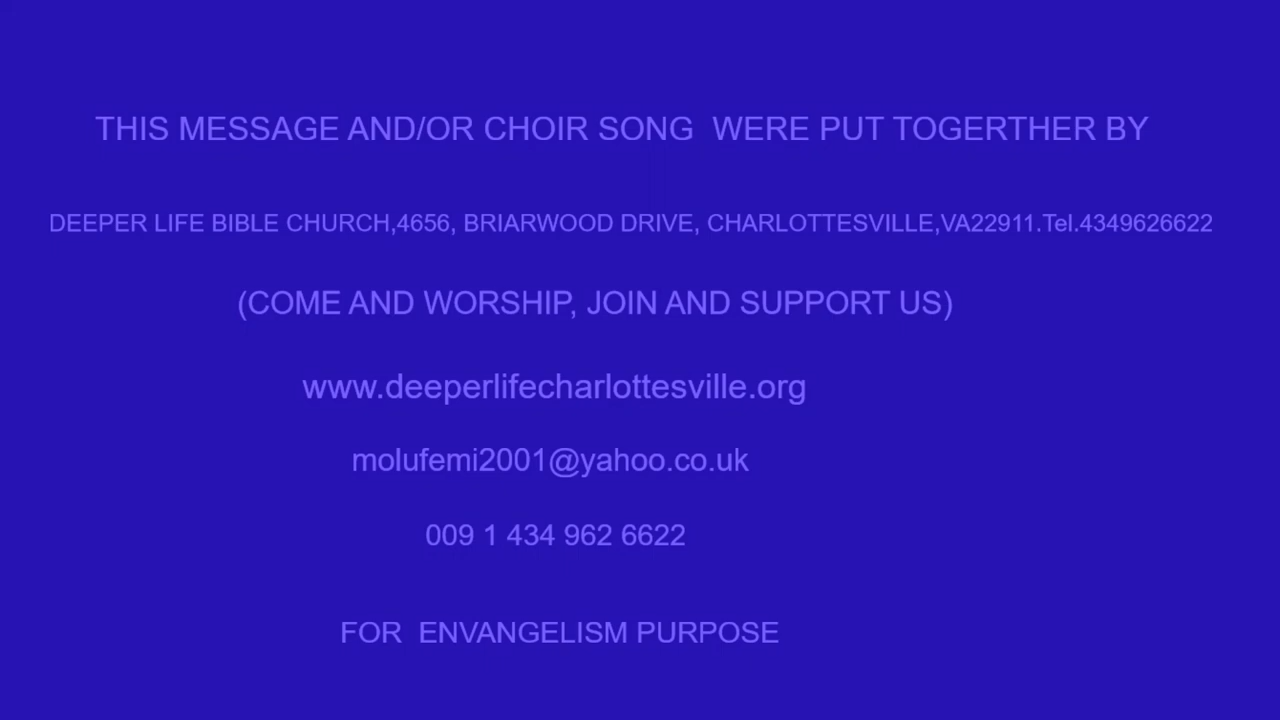 THIS MESSAGE AND/OR CHOIR SONG  WERE PUT TOGERTHER BY
DEEPER LIFE BIBLE CHURCH,4656, BRIARWOOD DRIVE, CHARLOTTESVILLE,VA22911.Tel.4349626622
(COME AND WORSHIP, JOIN AND SUPPORT US)
www.deeperlifecharlottesville.org
molufemi2001@yahoo.co.uk
009 1 434 962 6622
FOR  ENVANGELISM PURPOSE